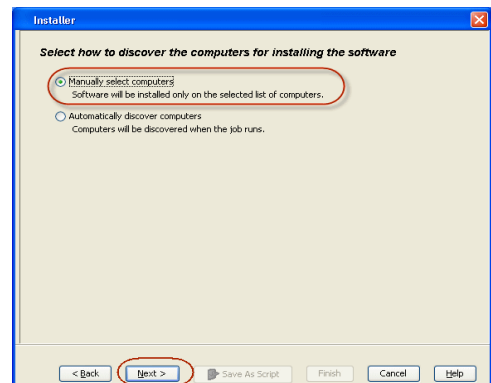 Installer
Select how to discover the computers for installing the software
Manually select computers
Software will be installed only on the selected list of computers.
Automatically discover computers
Computers will be discovered when the job runs.
< Back Next > Save As Script Finish Cancel Help